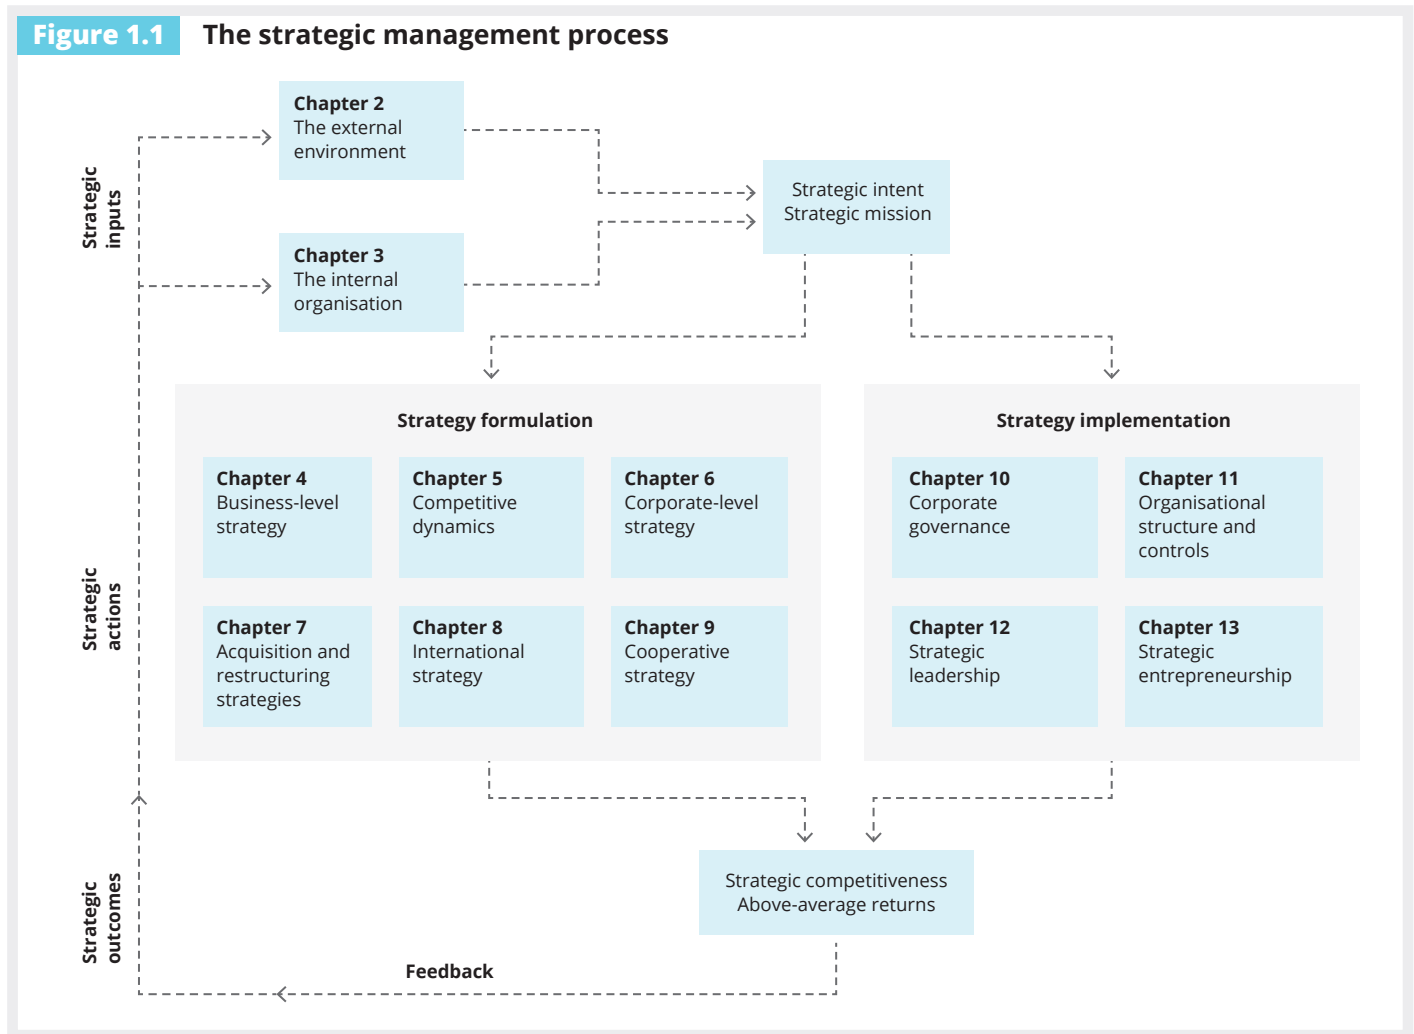 Figure 1.1 The strategic management process
Chapter 2
The external
environment
Strategic
inputs
Strategic intent
Strategic mission
Chapter 3
The internal
organisation
Strategy formulation
Chapter 4
Business-level
strategy
Chapter 5
Competitive
dynamics
Chapter 6
Corporate-level
strategy
Chapter 7
Acquisition and
restructuring
strategies
Chapter 8
International
strategy
Chapter 9
Cooperative
strategy
Strategy implementation
Chapter 10
Corporate
governance
Chapter 11
Organisational
structure and
controls
Chapter 12
Strategic
leadership
Chapter 13
Strategic
entrepreneurship
Strategic
actions
Strategic competitiveness
Above-average returns
Strategic
outcomes
Feedback